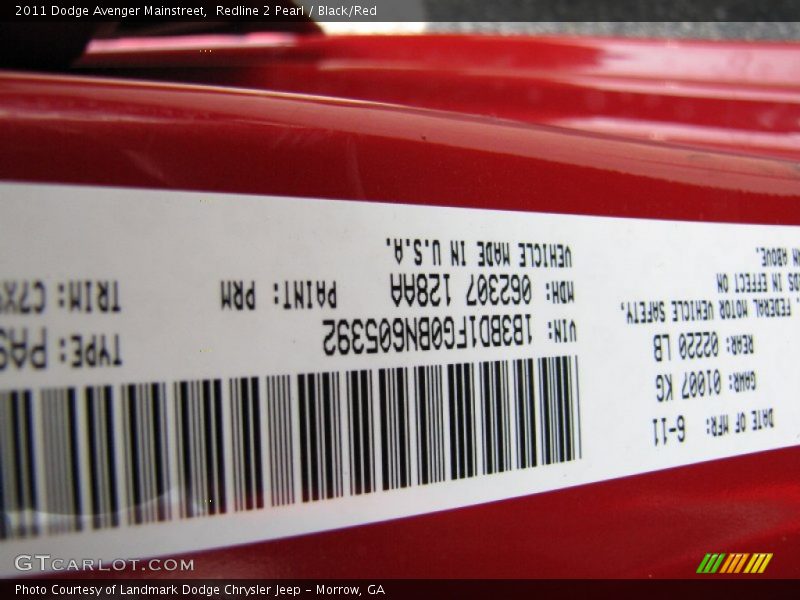 2011 Dodge Avenger Mainstreet, Redline 2 Pearl / Black/Red
DATE OF MFR: 6-11
GAWR: 01007 KG
REAR: 02220 LB
FEDERAL MOTOR VEHICLE SAFETY,
IN EFFECT ON
ABOVE.
VIN: 1B3BD1FG0BN605392
TYPE:
MDH: 062307 128AA
PAINT: PRM
TRIM:
VEHICLE MADE IN U.S.A.
GTCARLOT.COM
Photo Courtesy of Landmark Dodge Chrysler Jeep - Morrow, GA